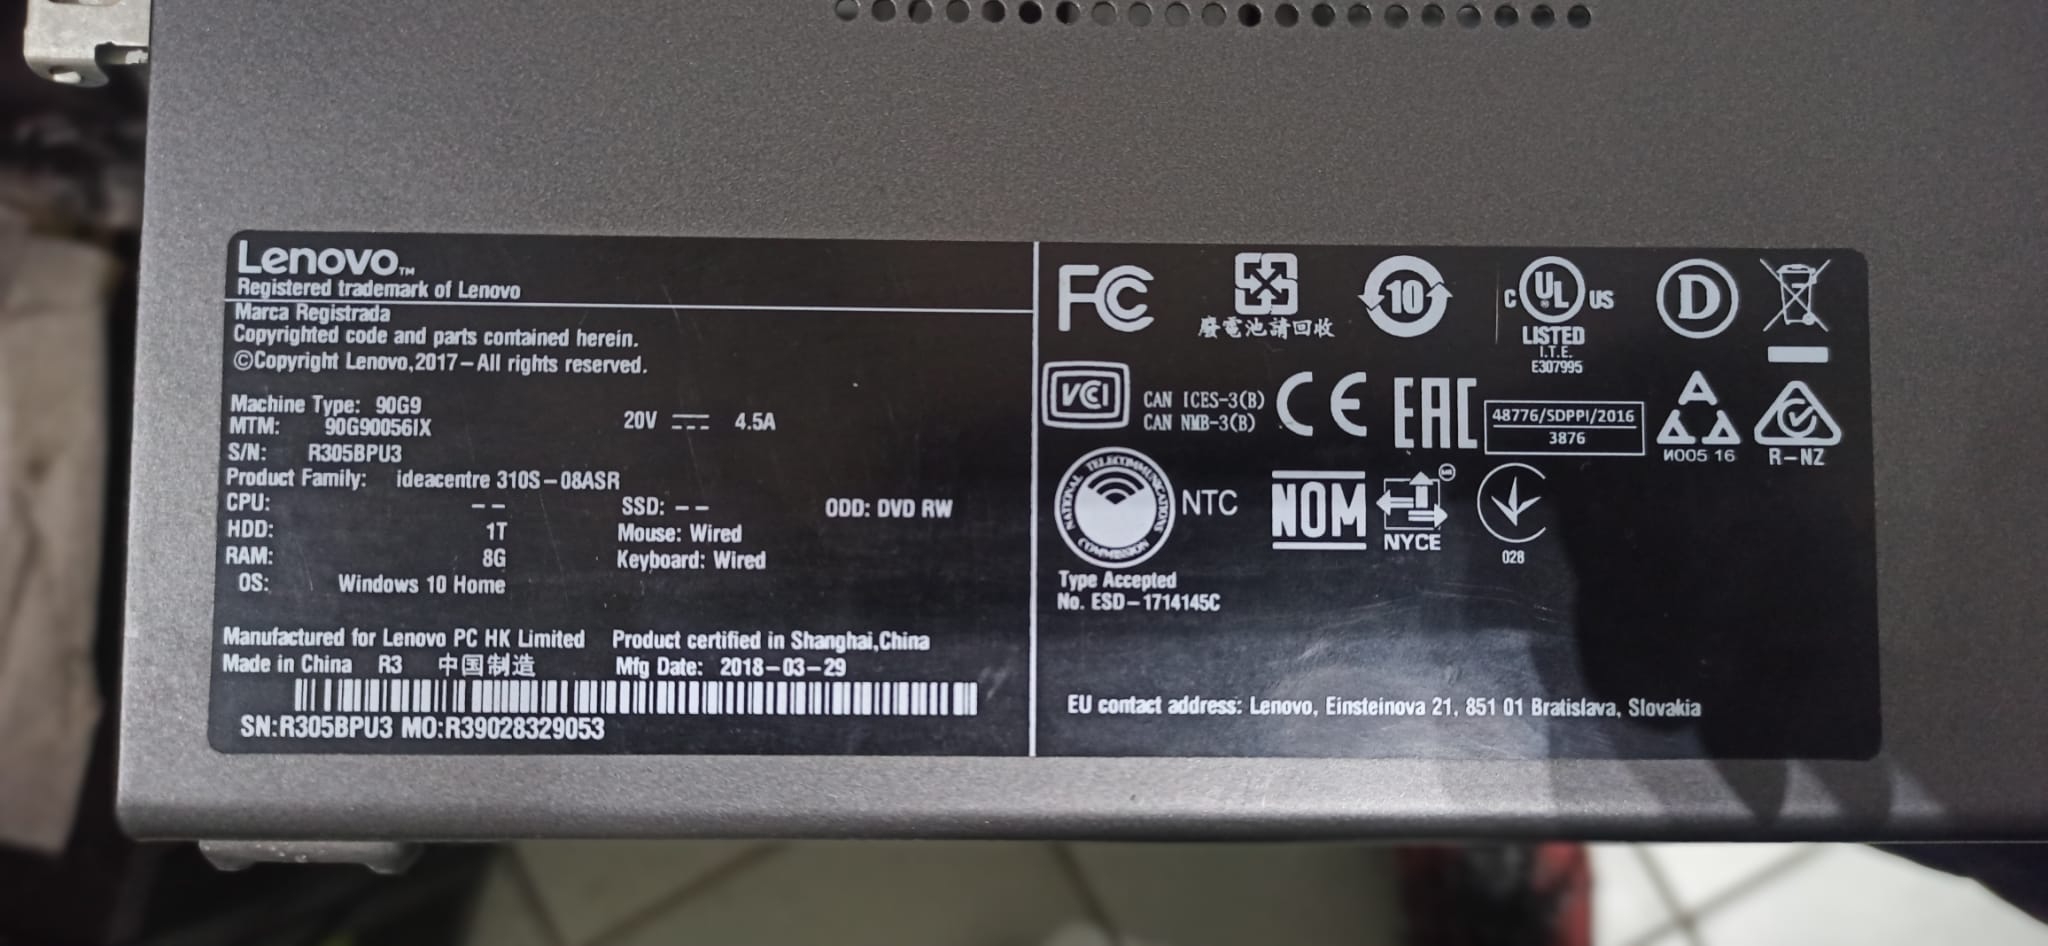 Lenovo™
Registered trademark of Lenovo
Marca Registrada
Copyrighted code and parts contained herein.
©Copyright Lenovo,2017–All rights reserved.
Machine Type: 90G9
MTM: 90G90056IX 20V 4.5A
S/N: R305BPU3
Product Family: ideacentre 310S–08ASR
CPU: –– SSD: –– ODD: DVD RW
HDD: 1T Mouse: Wired
RAM: 8G Keyboard: Wired
OS: Windows 10 Home
Manufactured for Lenovo PC HK Limited Product certified in Shanghai,China
Made in China R3 中国制造 Mfg Date: 2018–03–29
SN:R305BPU3 MO:R39028329053
FC 10 C UL US D
廢電池請回收
LISTED
I.T.E.
E307995
VCI CAN ICES-3(B)
CAN NMB-3(B)
CE EAC
48776/SDPPI/2016
3876
И005 16
R–NZ
NATIONAL TELECOMMUNICATIONS COMMISSION
NTC NOM NYCE
028
Type Accepted
No. ESD–1714145C
EU contact address: Lenovo, Einsteinova 21, 851 01 Bratislava, Slovakia